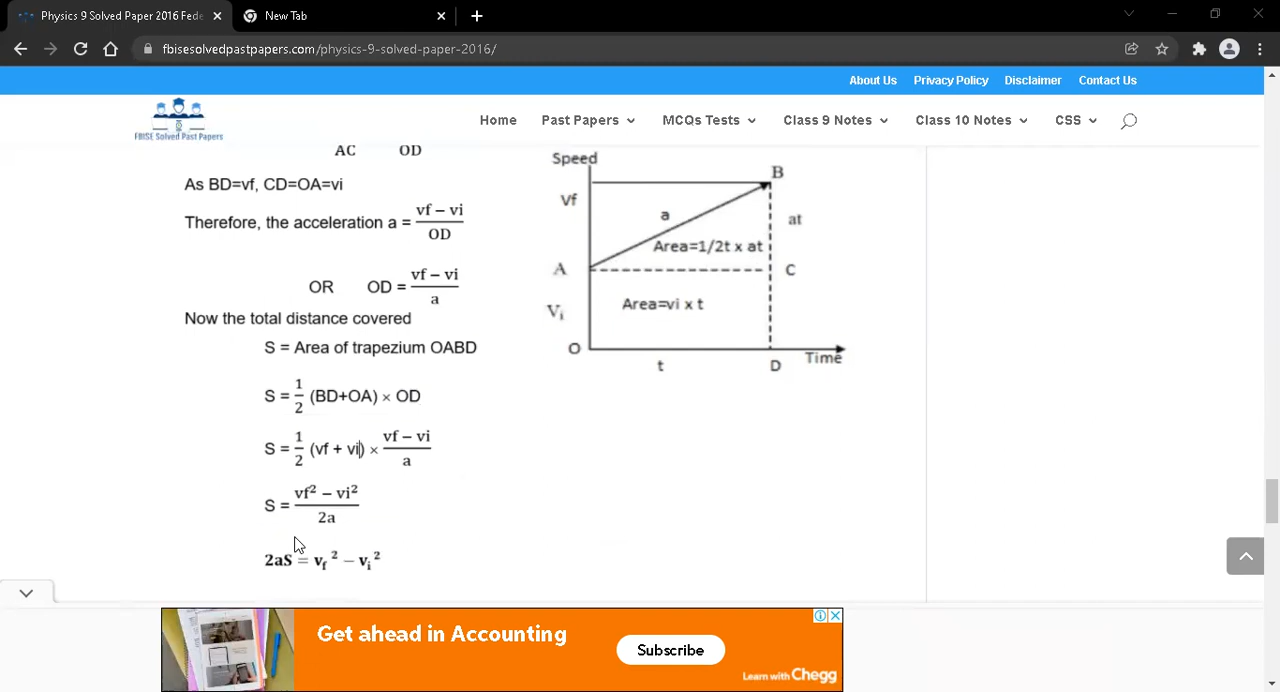 Physics 9 Solved Paper 2016 Fede
New Tab
fbisesolvedpastpapers.com/physics-9-solved-paper-2016/
About Us Privacy Policy Disclaimer Contact Us
FBISE Solved Past Papers
Home Past Papers MCQs Tests Class 9 Notes Class 10 Notes CSS
AC OD
As BD=vf, CD=OA=vi
Therefore, the acceleration a = vf − vi / OD
OR OD = vf − vi / a
Now the total distance covered
S = Area of trapezium OABD
S = 1/2 (BD+OA) × OD
S = 1/2 (vf + vi) × vf − vi / a
S = vf² − vi² / 2a
2aS = v_f² − v_i²
Speed
B
Vf
a
at
Area=1/2t x at
A
C
Area=vi x t
Vi
O
Time
t
D
Get ahead in Accounting
Subscribe
Learn with Chegg